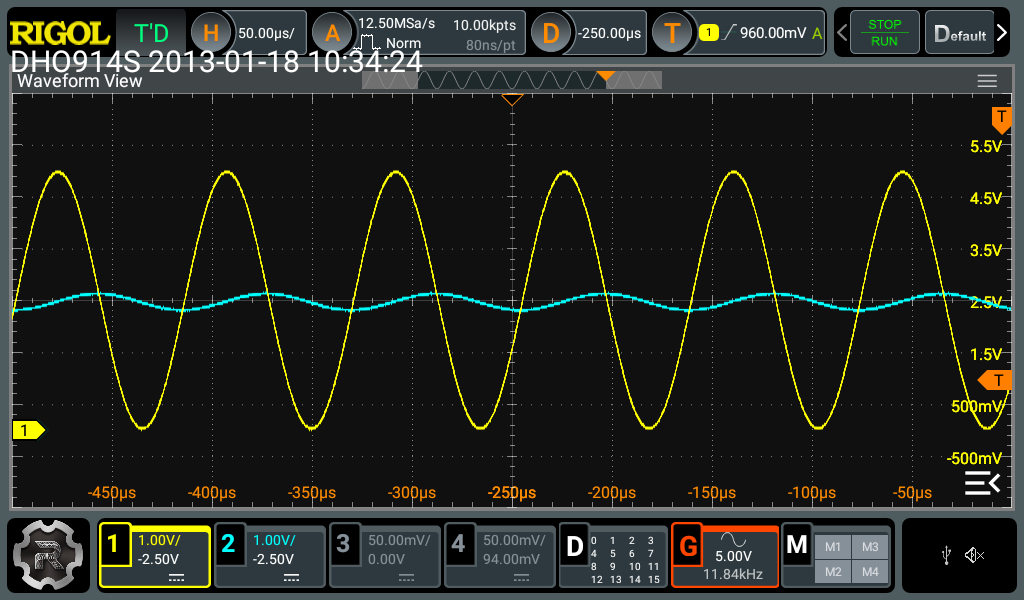 RIGOL T'D H 50.00µs/ A 12.50MSa/s 10.00kpts D -250.00µs T 1 960.00mV A STOP Default
Norm 80ns/pt RUN
DHO914S 2013-01-18 10:34:24
Waveform View
T
5.5V
4.5V
3.5V
2.5V
1.5V
T
500mV
1
-500mV
-450µs -400µs -350µs -300µs -250µs -200µs -150µs -100µs -50µs
R 1 1.00V/ 2 1.00V/ 3 50.00mV/ 4 50.00mV/ D 0 1 2 3 G 5.00V M M1 M3
-2.50V -2.50V 0.00V 94.00mV 4 5 6 7 11.84kHz M2 M4
8 9 10 11
12 13 14 15